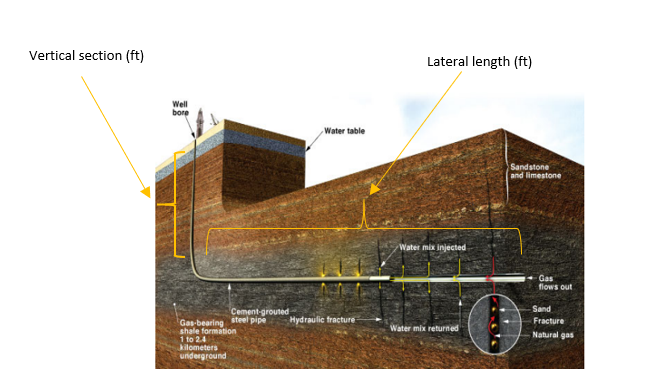 Vertical section (ft)
Lateral length (ft)
Well
bore
Water table
Sandstone
and limestone
Water mix injected
Gas
flows out
Cement-grouted
steel pipe
Hydraulic fracture
Water mix returned
Sand
Fracture
Natural gas
Gas-bearing
shale formation
1 to 2.4
kilometers
underground